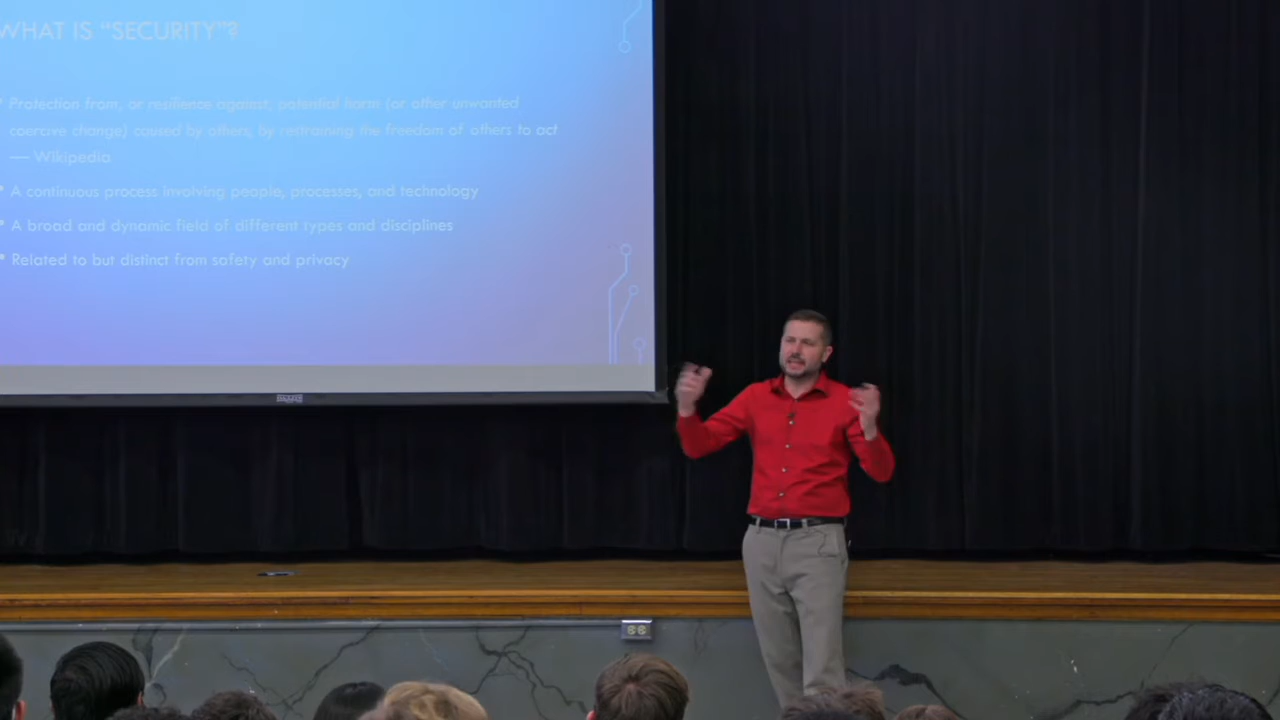 WHAT IS "SECURITY"?
Protection from, or resilience against, potential harm (or other unwanted
coercive change) caused by others, by retraining the freedom of others to act
— Wikipedia
• A continuous process involving people, processes, and technology
• A broad and dynamic field of different types and disciplines
• Related to but distinct from safety and privacy